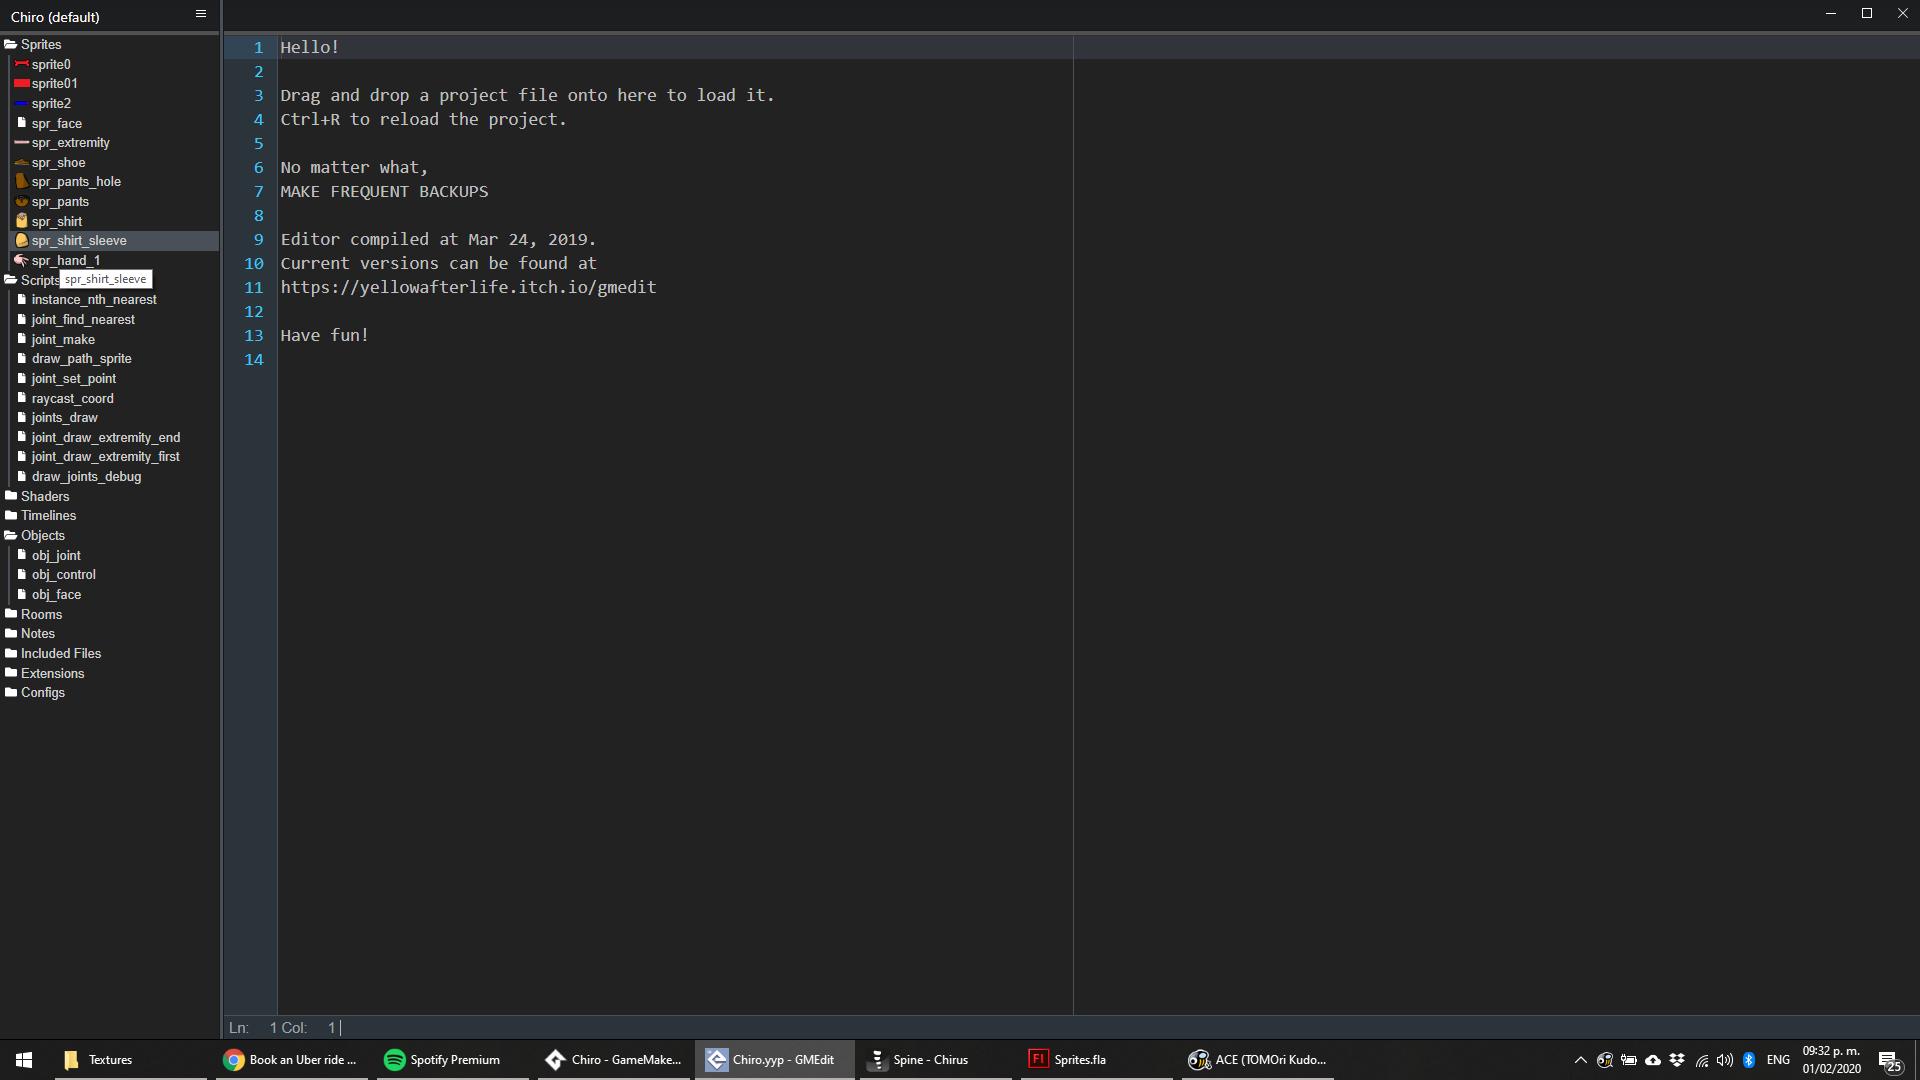 Chiro (default)
Sprites
sprite0
sprite01
sprite2
spr_face
spr_extremity
spr_shoe
spr_pants_hole
spr_pants
spr_shirt
spr_shirt_sleeve
spr_hand_1
Scripts
spr_shirt_sleeve
instance_nth_nearest
joint_find_nearest
joint_make
draw_path_sprite
joint_set_point
raycast_coord
joints_draw
joint_draw_extremity_end
joint_draw_extremity_first
draw_joints_debug
Shaders
Timelines
Objects
obj_joint
obj_control
obj_face
Rooms
Notes
Included Files
Extensions
Configs
1 Hello!
2
3 Drag and drop a project file onto here to load it.
4 Ctrl+R to reload the project.
5
6 No matter what,
7 MAKE FREQUENT BACKUPS
8
9 Editor compiled at Mar 24, 2019.
10 Current versions can be found at
11 https://yellowafterlife.itch.io/gmedit
12
13 Have fun!
14
Ln: 1 Col: 1
Textures
Book an Uber ride ...
Spotify Premium
Chiro - GameMake...
Chiro.yyp - GMEdit
Spine - Chirus
Fl Sprites.fla
ACE (TOMOri Kudo...
ENG
09:32 p. m.
01/02/2020
25